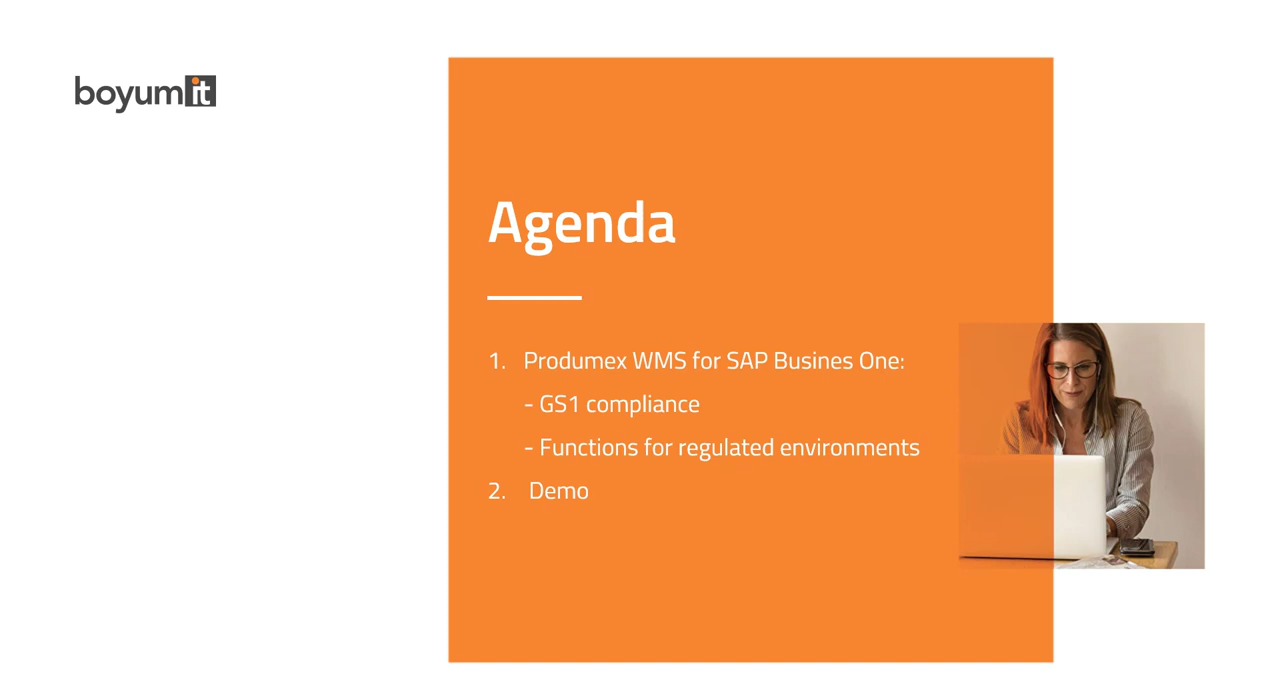 boyumit
Agenda
1. Produmex WMS for SAP Busines One:
- GS1 compliance
- Functions for regulated environments
2. Demo